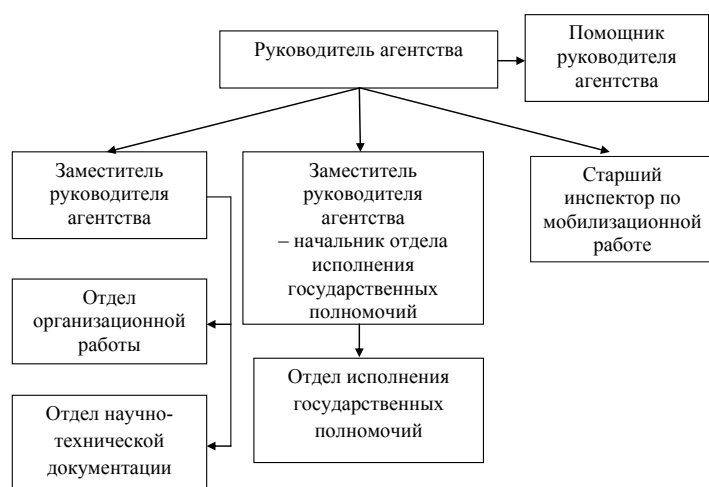 Руководитель агентства
Помощник
руководителя
агентства
Заместитель
руководителя
агентства
Заместитель
руководителя
агентства
– начальник отдела
исполнения
государственных
полномочий
Старший
инспектор по
мобилизационной
работе
Отдел
организационной
работы
Отдел исполнения
государственных
полномочий
Отдел научно-
технической
документации